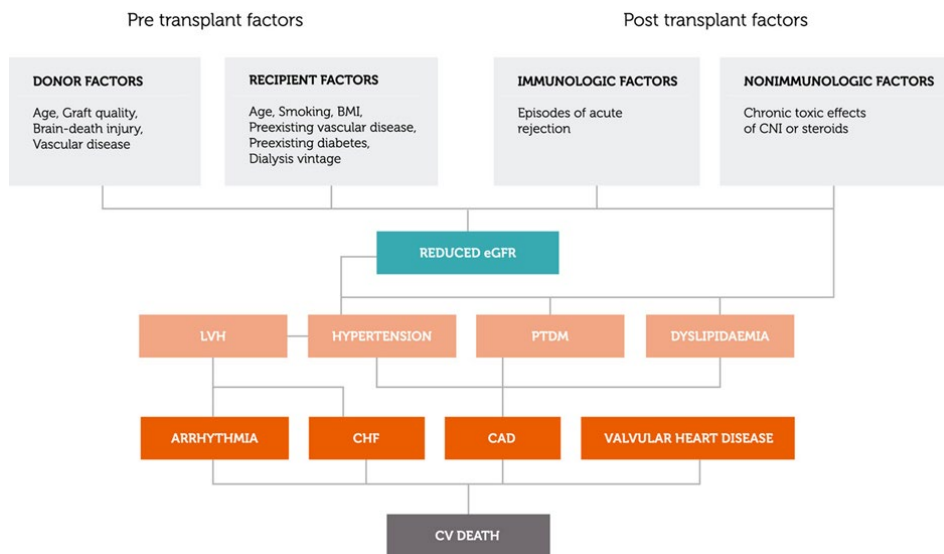 Pre transplant factors
Post transplant factors
DONOR FACTORS
Age, Graft quality,
Brain-death injury,
Vascular disease
RECIPIENT FACTORS
Age, Smoking, BMI,
Preexisting vascular disease,
Preexisting diabetes,
Dialysis vintage
IMMUNOLOGIC FACTORS
Episodes of acute
rejection
NONIMMUNOLOGIC FACTORS
Chronic toxic effects
of CNI or steroids
REDUCED eGFR
LVH
HYPERTENSION
PTDM
DYSLIPIDAEMIA
ARRHYTHMIA
CHF
CAD
VALVULAR HEART DISEASE
CV DEATH